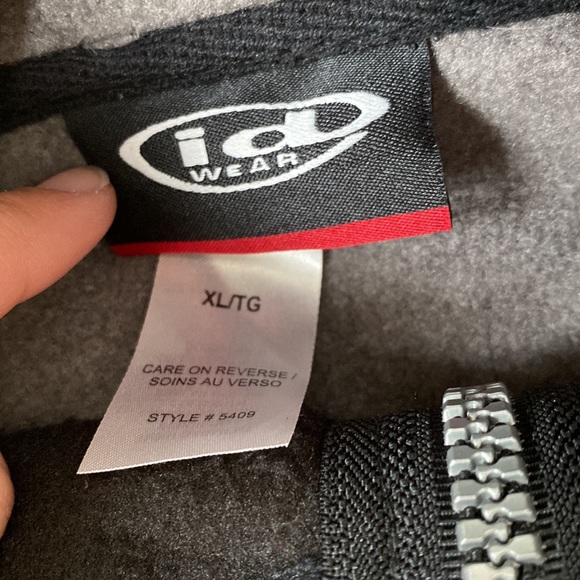 id
WEAR
XL/TG
CARE ON REVERSE /
SOINS AU VERSO
STYLE # 5409